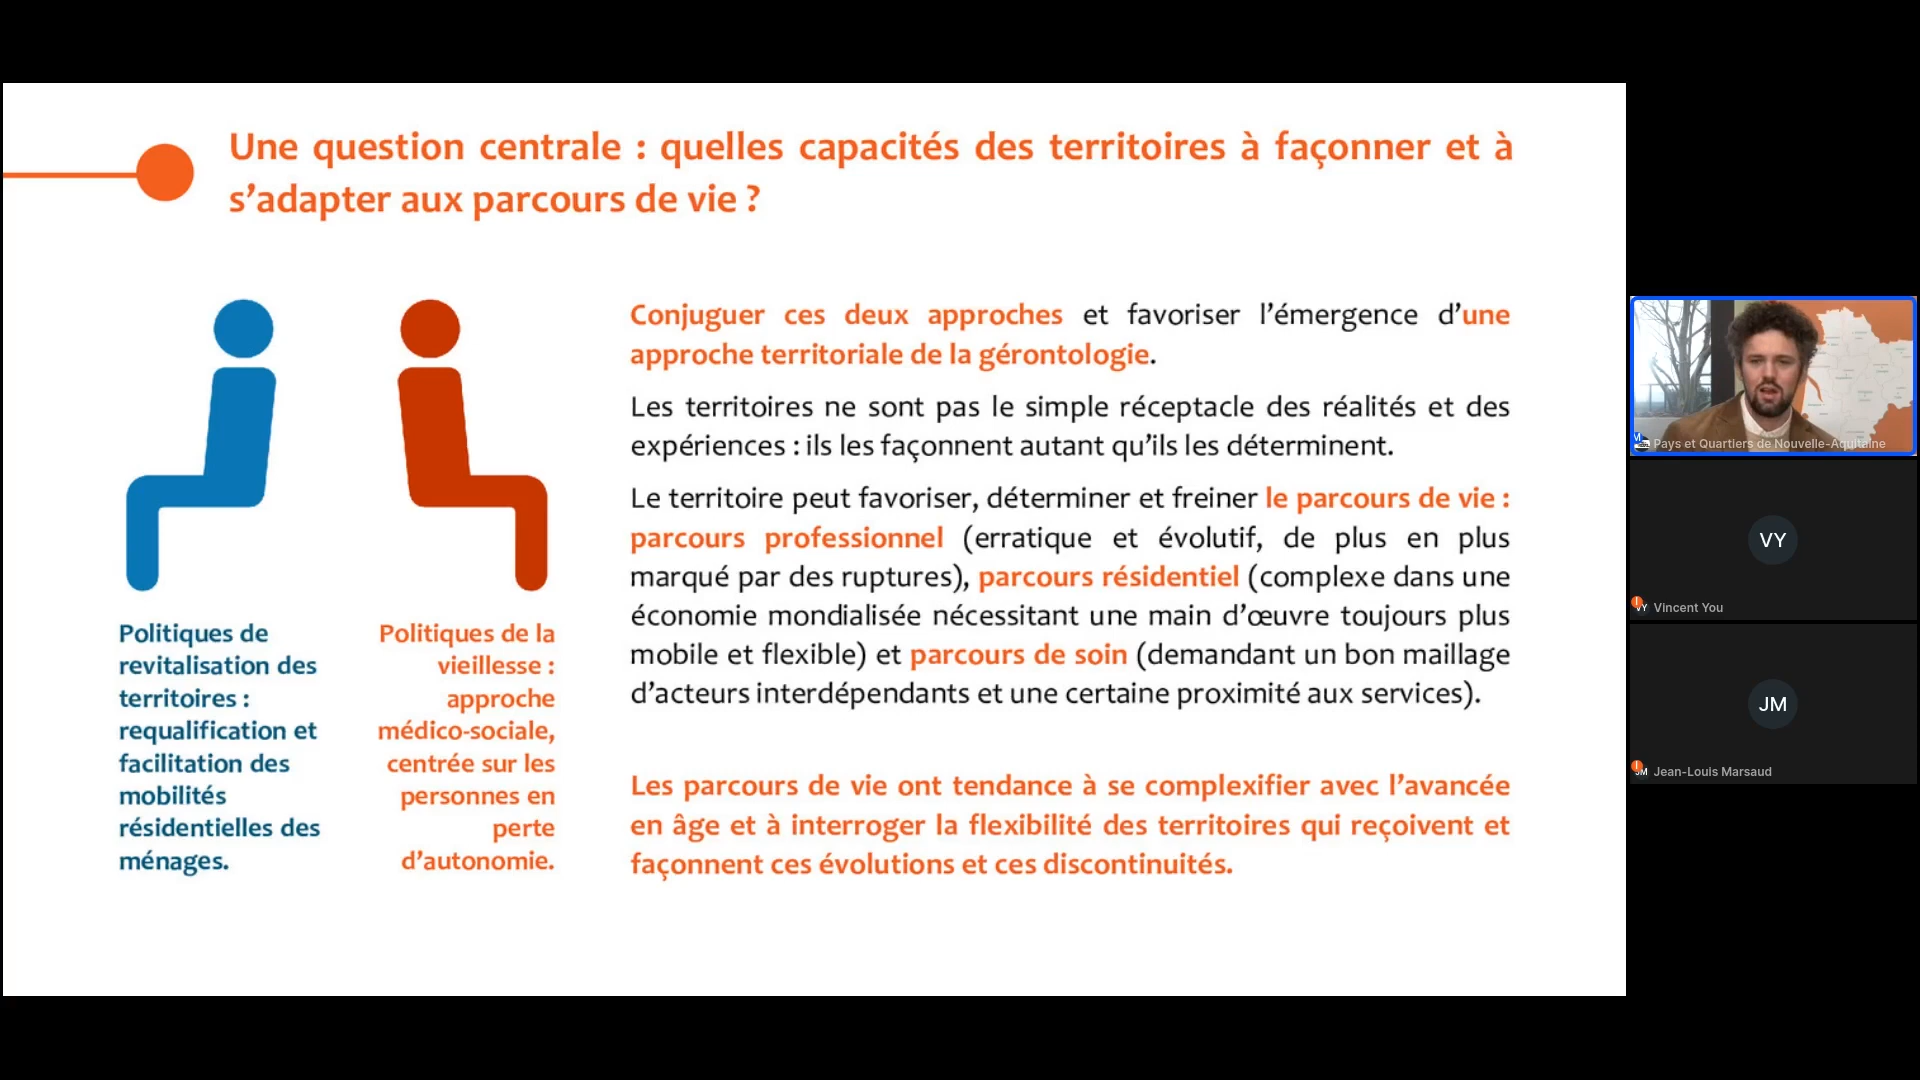 Une question centrale : quelles capacités des territoires à façonner et à
s’adapter aux parcours de vie ?
Politiques de
revitalisation des
territoires :
requalification et
facilitation des
mobilités
résidentielles des
ménages.
Politiques de la
vieillesse :
approche
médico-sociale,
centrée sur les
personnes en
perte
d’autonomie.
Conjuguer ces deux approches et favoriser l’émergence d’une
approche territoriale de la gérontologie.
Les territoires ne sont pas le simple réceptacle des réalités et des
expériences : ils les façonnent autant qu’ils les déterminent.
Le territoire peut favoriser, déterminer et freiner le parcours de vie :
parcours professionnel (erratique et évolutif, de plus en plus
marqué par des ruptures), parcours résidentiel (complexe dans une
économie mondialisée nécessitant une main d’œuvre toujours plus
mobile et flexible) et parcours de soin (demandant un bon maillage
d’acteurs interdépendants et une certaine proximité aux services).
Les parcours de vie ont tendance à se complexifier avec l’avancée
en âge et à interroger la flexibilité des territoires qui reçoivent et
façonnent ces évolutions et ces discontinuités.
Pays et Quartiers de Nouvelle-Aquitaine
VY
Vincent You
JM
Jean-Louis Marsaud